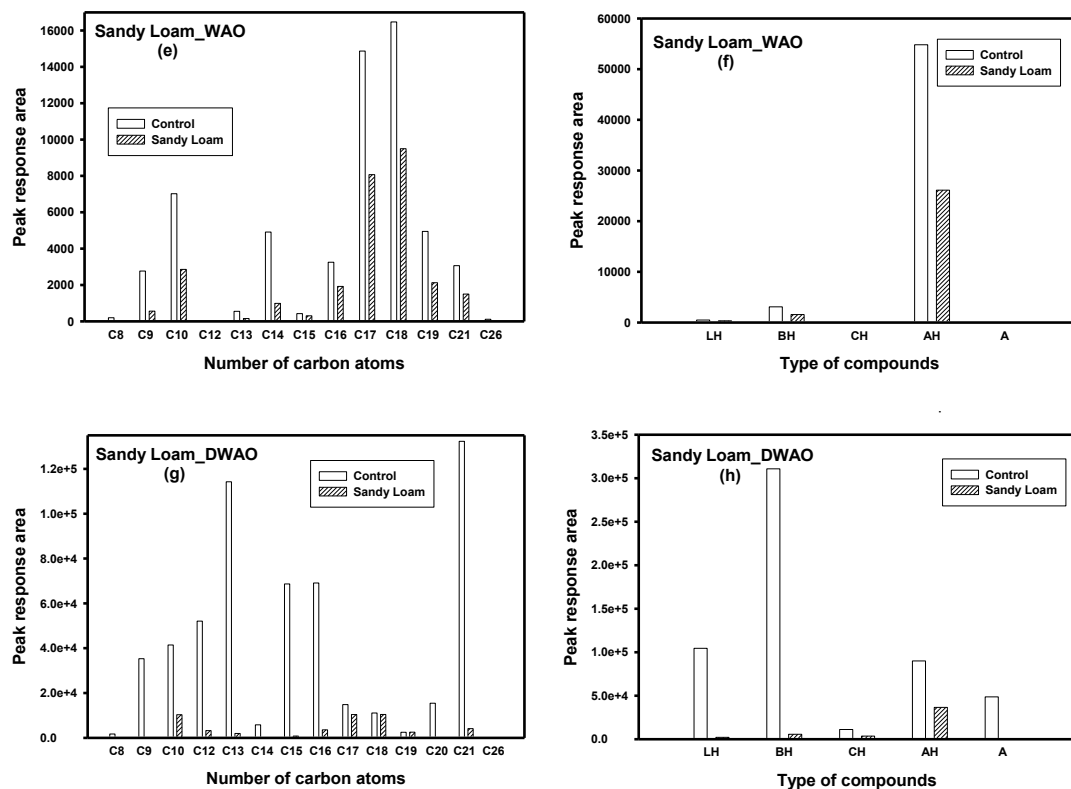 Sandy Loam_WAO
(e)
Control
Sandy Loam
Peak response area
16000
14000
12000
10000
8000
6000
4000
2000
0
C8 C9 C10 C12 C13 C14 C15 C16 C17 C18 C19 C21 C26
Number of carbon atoms
Sandy Loam_WAO
(f)
Control
Sandy Loam
Peak response area
60000
50000
40000
30000
20000
10000
0
LH BH CH AH A
Type of compounds
Sandy Loam_DWAO
(g)
Control
Sandy Loam
Peak response area
1.2e+5
1.0e+5
8.0e+4
6.0e+4
4.0e+4
2.0e+4
0.0
C8 C9 C10 C12 C13 C14 C15 C16 C17 C18 C19 C20 C21 C26
Number of carbon atoms
Sandy Loam_DWAO
(h)
Control
Sandy Loam
Peak response area
3.5e+5
3.0e+5
2.5e+5
2.0e+5
1.5e+5
1.0e+5
5.0e+4
0.0
LH BH CH AH A
Type of compounds